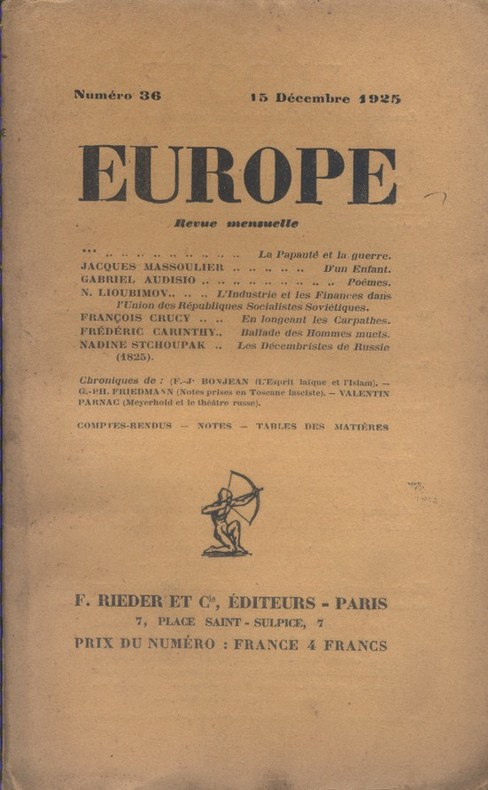 Numéro 36 15 Décembre 1925
EUROPE
Revue mensuelle
*** .. .. .. .. .. .. .. .. .. La Papauté et la guerre.
JACQUES MASSOULIER .. .. .. .. .. D'un Enfant.
GABRIEL AUDISIO .. .. .. .. .. .. .. .. .. Poèmes.
N. LIOUBIMOV.. .. .. L'Industrie et les Finances dans
l'Union des Républiques Socialistes Soviétiques.
FRANÇOIS CRUCY .. .. En longeant les Carpathes.
FRÉDÉRIC CARINTHY.. Ballade des Hommes muets.
NADINE STCHOUPAK .. Les Décembristes de Russie
(1825).
Chroniques de : (F.-J. BONJEAN (L'Esprit laïque et l'Islam). —
G.-PH. FRIEDMANN (Notes prises en Toscane fasciste). — VALENTIN
PARNAC (Meyerhold et le théâtre russe).
COMPTES-RENDUS — NOTES — TABLES DES MATIÈRES
F. RIEDER ET Cie, ÉDITEURS - PARIS
7, PLACE SAINT-SULPICE, 7
PRIX DU NUMÉRO : FRANCE 4 FRANCS